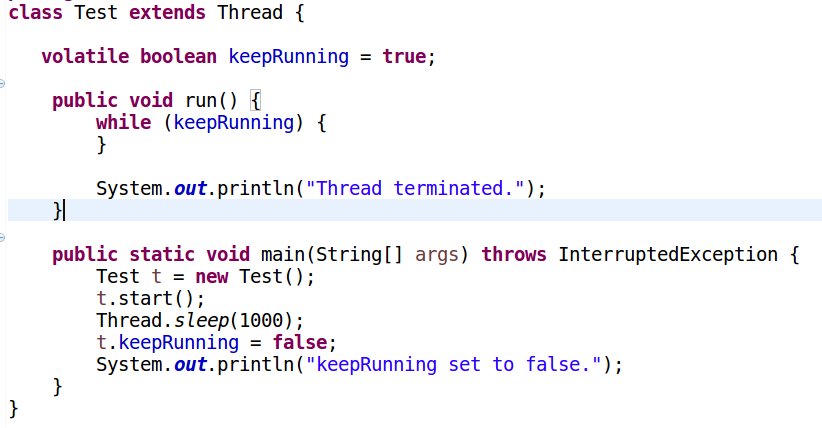 class Test extends Thread {
volatile boolean keepRunning = true;
public void run() {
while (keepRunning) {
}
System.out.println("Thread terminated.");
}
public static void main(String[] args) throws InterruptedException {
Test t = new Test();
t.start();
Thread.sleep(1000);
t.keepRunning = false;
System.out.println("keepRunning set to false.");
}
}